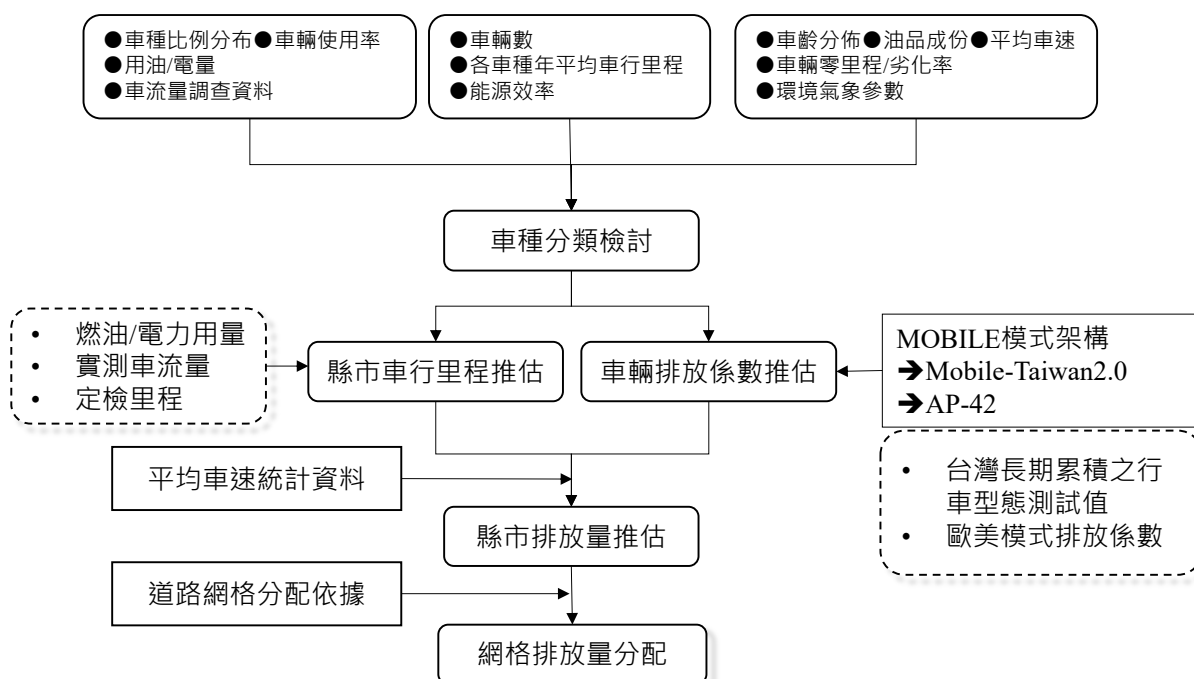 ●車種比例分布●車輛使用率
●用油/電量
●車流量調查資料
●車輛數
●各車種年平均車行里程
●能源效率
●車齡分佈●油品成份●平均車速
●車輛零里程/劣化率
●環境氣象參數
車種分類檢討
• 燃油/電力用量
• 實測車流量
• 定檢里程
縣市車行里程推估
車輛排放係數推估
MOBILE模式架構
➔Mobile-Taiwan2.0
➔AP-42
• 台灣長期累積之行
車型態測試值
• 歐美模式排放係數
平均車速統計資料
縣市排放量推估
道路網格分配依據
網格排放量分配